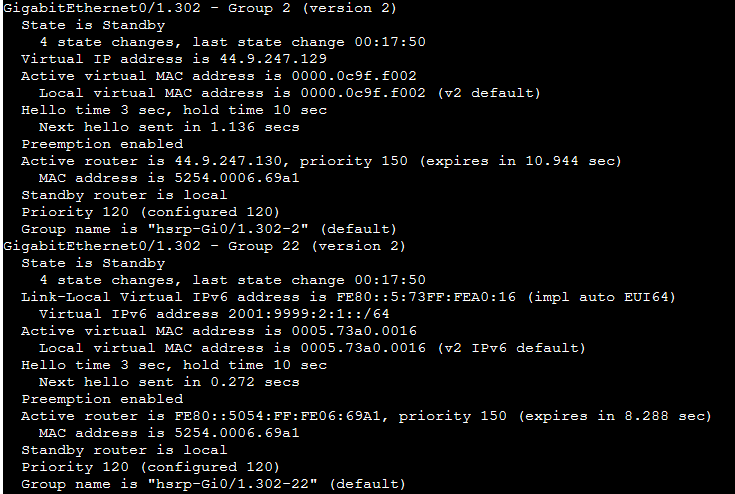 GigabitEthernet0/1.302 - Group 2 (version 2)
  State is Standby
    4 state changes, last state change 00:17:50
  Virtual IP address is 44.9.247.129
  Active virtual MAC address is 0000.0c9f.f002
    Local virtual MAC address is 0000.0c9f.f002 (v2 default)
  Hello time 3 sec, hold time 10 sec
    Next hello sent in 1.136 secs
  Preemption enabled
  Active router is 44.9.247.130, priority 150 (expires in 10.944 sec)
    MAC address is 5254.0006.69a1
  Standby router is local
  Priority 120 (configured 120)
  Group name is "hsrp-Gi0/1.302-2" (default)
GigabitEthernet0/1.302 - Group 22 (version 2)
  State is Standby
    4 state changes, last state change 00:17:50
  Link-Local Virtual IPv6 address is FE80::5:73FF:FEA0:16 (impl auto EUI64)
    Virtual IPv6 address 2001:9999:2:1::/64
  Active virtual MAC address is 0005.73a0.0016
    Local virtual MAC address is 0005.73a0.0016 (v2 IPv6 default)
  Hello time 3 sec, hold time 10 sec
    Next hello sent in 0.272 secs
  Preemption enabled
  Active router is FE80::5054:FF:FE06:69A1, priority 150 (expires in 8.288 sec)
    MAC address is 5254.0006.69a1
  Standby router is local
  Priority 120 (configured 120)
  Group name is "hsrp-Gi0/1.302-22" (default)